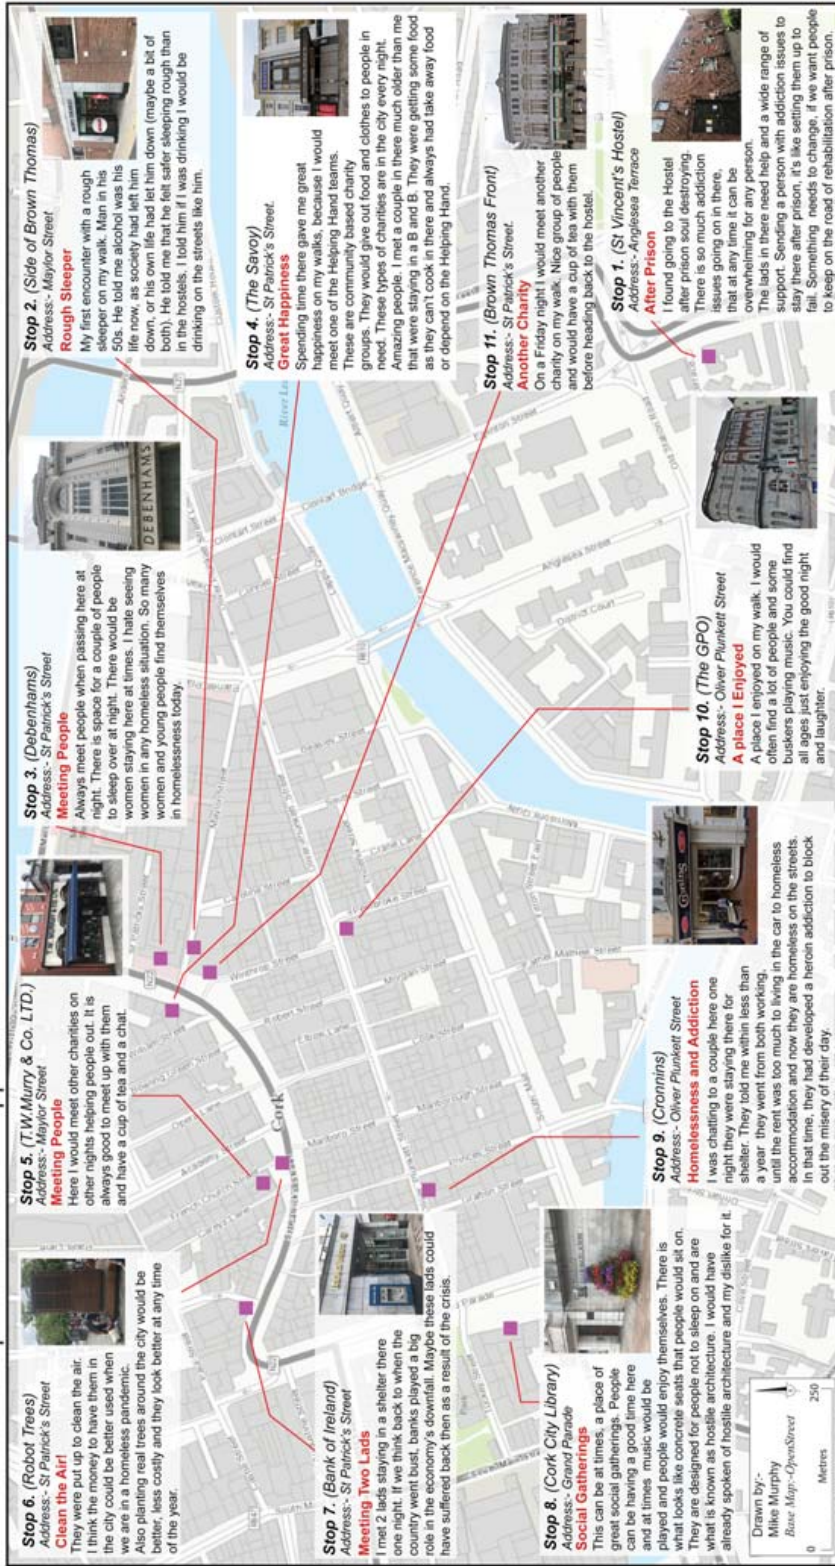 Stop 6. (Robot Trees)
Address:- St Patrick's Street
Clean the Air!
They were put up to clean the air.
I think the money to have them in
the city could be better used when
we are in a homeless pandemic.
Also planting real trees around the city would be
better, less costly and they look better at any time
of the year.
Stop 5. (T.W.Murry & Co. LTD.)
Address:- Maylor Street
Meeting People
Here I would meet other charities on
other nights helping people out. It is
always good to meet up with them
and have a cup of tea and a chat.
Stop 3. (Debenhams)
Address:- St Patrick's Street
Meeting People
Always meet people when passing here at
night. There is space for a couple of people
to sleep over at night. There would be
women staying here at times. I hate seeing
women in any homeless situation. So many
women and young people find themselves
in homelessness today.
DEBENHAMS
Stop 2. (Side of Brown Thomas)
Address:- Maylor Street
Rough Sleeper
My first encounter with a rough
sleeper on my walk. Man in his
50s. He told me alcohol was his
life now, as society had left him
down, or his own life had let him down (maybe a bit of
both). He told me that he felt safer sleeping rough than
in the hostels. I told him if I was drinking I would be
drinking on the streets like him.
Stop 4. (The Savoy)
Address:- St Patrick's Street.
Great Happiness
Spending time there gave me great
happiness on my walks, because I would
meet one of the Helping Hand teams.
These are community based charity
groups. They would give out food and clothes to people in
need. These types of charities are in the city every night.
Amazing people. I met a couple in there much older than me
that were staying in a B and B. They were getting some food
as they can't cook in there and always had take away food
or depend on the Helping Hand.
Stop 7. (Bank of Ireland)
Address:- St Patrick's Street
Meeting Two Lads
I met 2 lads staying in a shelter there
one night. If we think back to when the
country went bust, banks played a big
role in the economy's downfall. Maybe these lads could
have suffered back then as a result of the crisis.
Stop 11. (Brown Thomas Front)
Address:- St Patrick's Street.
Another Charity
On a Friday night I would meet another
charity on my walk. Nice group of people
and would have a cup of tea with them
before heading back to the hostel.
Stop 8. (Cork City Library)
Address:- Grand Parade
Social Gatherings
This can be at times, a place of
great social gatherings. People
can be having a good time here
and at times music would be
played and people would enjoy themselves. There is
what looks like concrete seats that people would sit on.
They are designed for people not to sleep on and are
what is known as hostile architecture. I would have
already spoken of hostile architecture and my dislike for it.
Stop 9. (Cronnins)
Address:- Oliver Plunkett Street
Homelessness and Addiction
I was chatting to a couple here one
night they were staying there for
shelter. They told me within less than
a year they went from both working,
until the rent was too much to living in the car to homeless
accommodation and now they are homeless on the streets.
In that time, they had developed a heroin addiction to block
out the misery of their day.
Stop 10. (The GPO)
Address:- Oliver Plunkett Street
A place I Enjoyed
A place I enjoyed on my walk. I would
often find a lot of people and some
buskers playing music. You could find
all ages just enjoying the good night
and laughter.
Stop 1. (St Vincent's Hostel)
Address:- Anglesea Terrace
After Prison
I found going to the Hostel
after prison soul destroying.
There is so much addiction
issues going on in there,
that at any time it can be
overwhelming for any person.
The lads in there need help and a wide range of
support. Sending a person with addiction issues to
stay there after prison, it's like setting them up to
fail. Something needs to change, if we want people
to keep on the road of rehabilitation after prison.
Cork
Maylor Street
Winthrop Street
Caroline Street
Robert Street
Morgan Street
Marlboro Street
Princes Street
Clontarf Street
Clontarf Bridge
Anglesea Street
District Court
Crane Lane
South Mall
Drawn by:-
Mike Murphy
Base Map:-OpenStreet
0 250
Metres